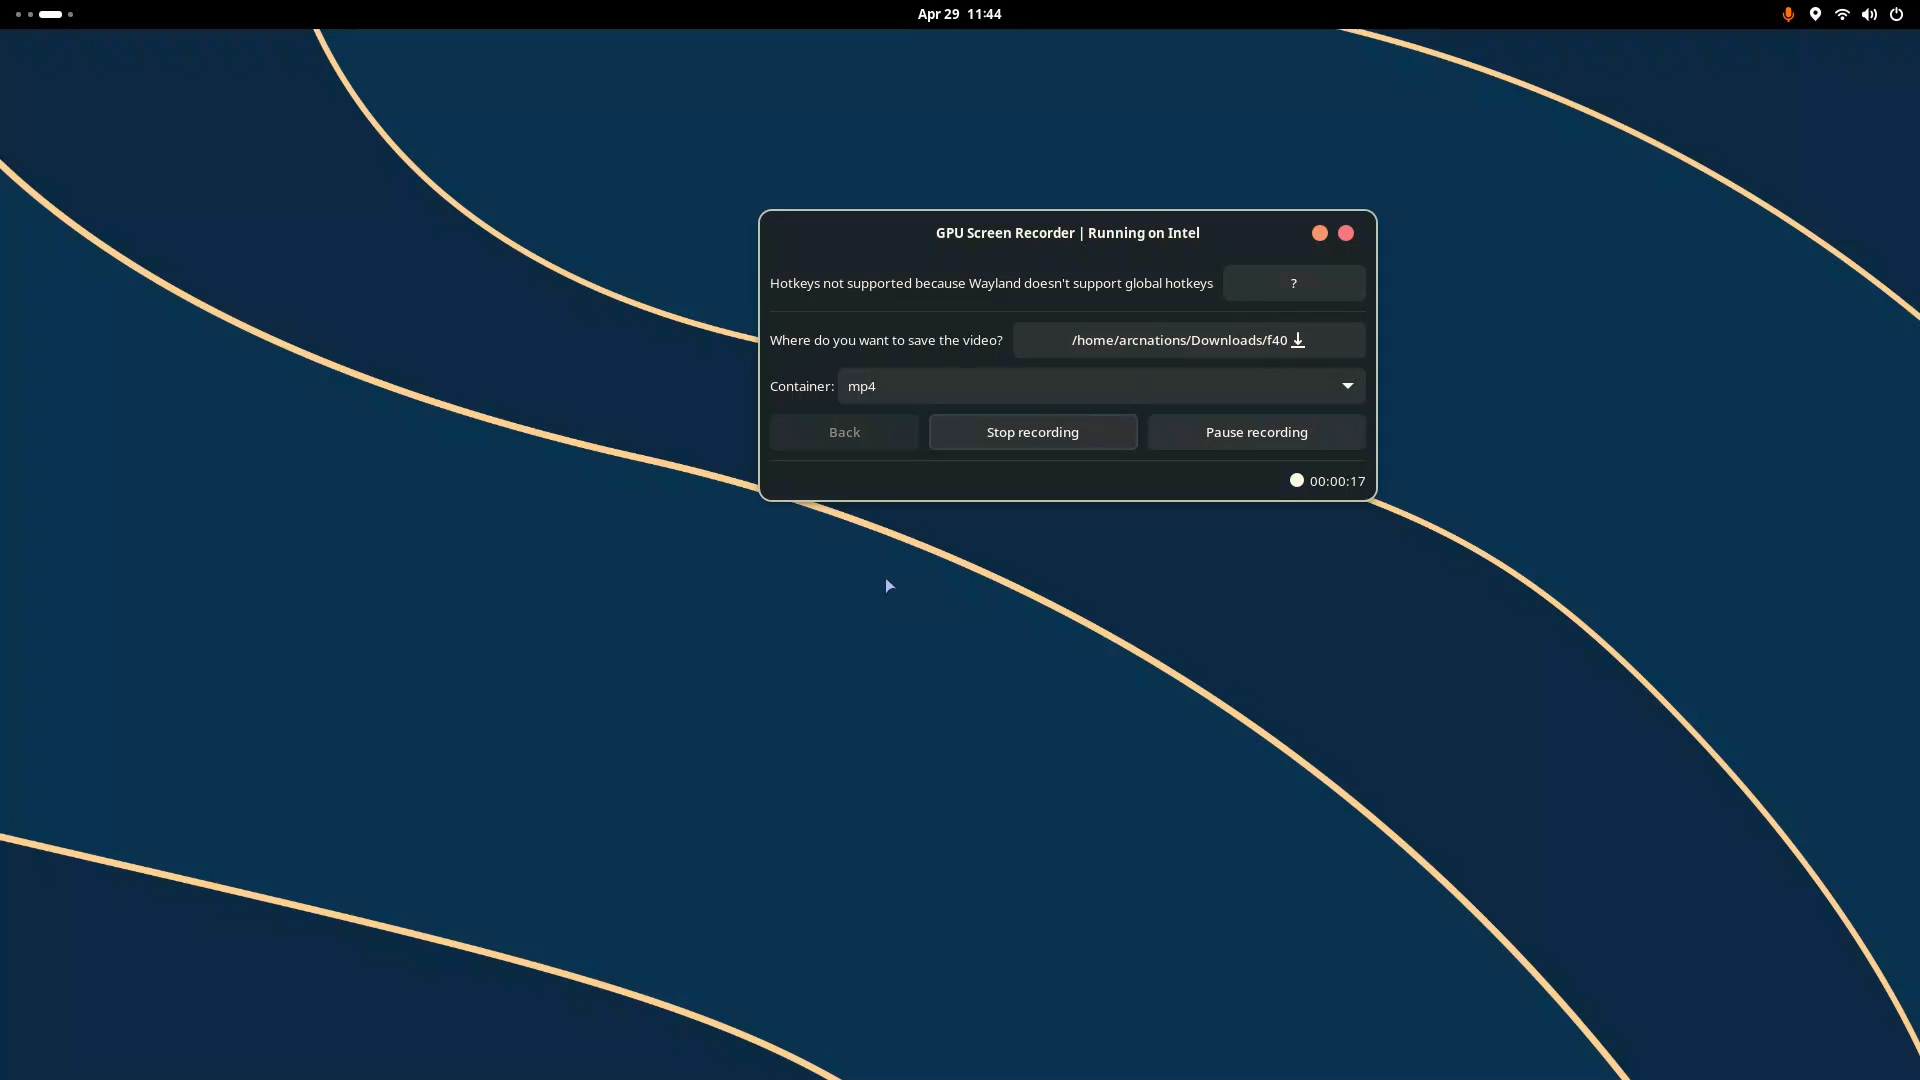 Apr 29 11:44
GPU Screen Recorder | Running on Intel
Hotkeys not supported because Wayland doesn't support global hotkeys ?
Where do you want to save the video? /home/arcnations/Downloads/f40
Container: mp4
Back Stop recording Pause recording
00:00:17